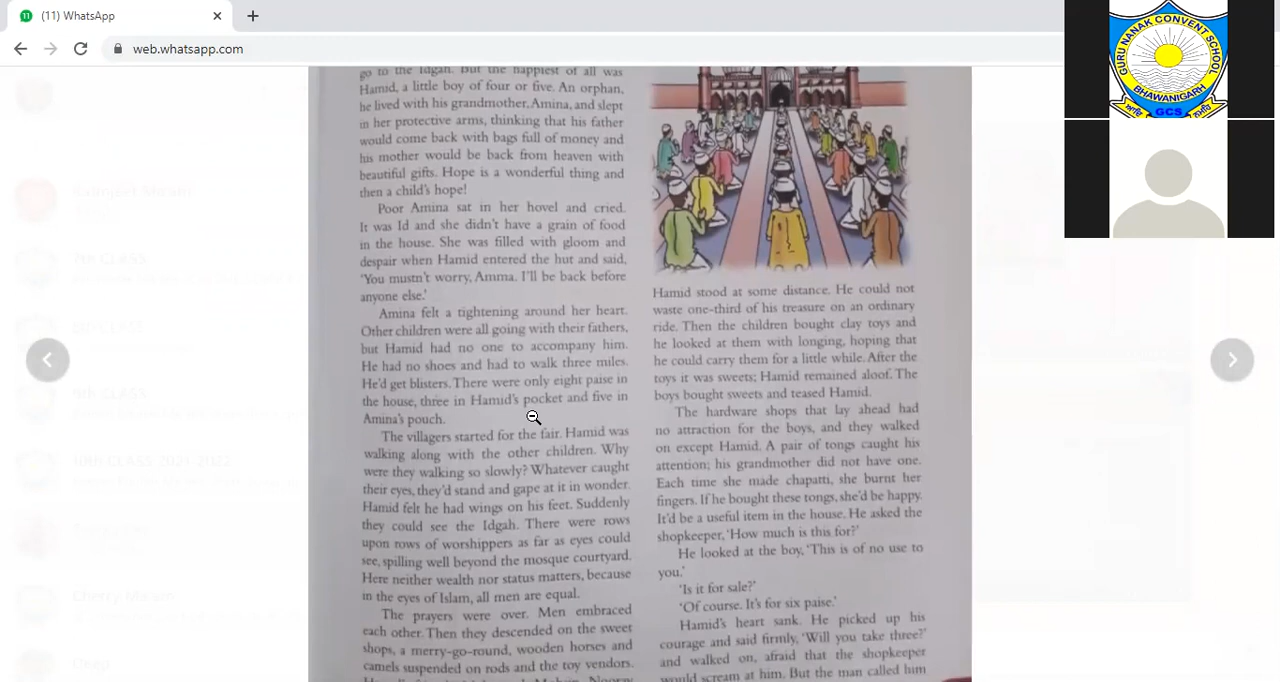 (11) WhatsApp
web.whatsapp.com
GURU NANAK CONVENT SCHOOL
BHAWANIGARH
GCS
go to the Idgah. But the happiest of all was
Hamid, a little boy of four or five. An orphan,
he lived with his grandmother, Amina, and slept
in her protective arms, thinking that his father
would come back with bags full of money and
his mother would be back from heaven with
beautiful gifts. Hope is a wonderful thing and
then a child's hope!
Poor Amina sat in her hovel and cried.
It was Id and she didn't have a grain of food
in the house. She was filled with gloom and
despair when Hamid entered the hut and said,
'You mustn't worry, Amma. I'll be back before
anyone else.'
Amina felt a tightening around her heart.
Other children were all going with their fathers,
but Hamid had no one to accompany him.
He had no shoes and had to walk three miles.
He'd get blisters. There were only eight paise in
the house, three in Hamid's pocket and five in
Amina's pouch.
The villagers started for the fair. Hamid was
walking along with the other children. Why
were they walking so slowly? Whatever caught
their eyes, they'd stand and gape at it in wonder.
Hamid felt he had wings on his feet. Suddenly
they could see the Idgah. There were rows
upon rows of worshippers as far as eyes could
see, spilling well beyond the mosque courtyard.
Here neither wealth nor status matters, because
in the eyes of Islam, all men are equal.
The prayers were over. Men embraced
each other. Then they descended on the sweet
shops, a merry-go-round, wooden horses and
camels suspended on rods and the toy vendors.
Hamid stood at some distance. He could not
waste one-third of his treasure on an ordinary
ride. Then the children bought clay toys and
he looked at them with longing, hoping that
he could carry them for a little while. After the
toys it was sweets; Hamid remained aloof. The
boys bought sweets and teased Hamid.
The hardware shops that lay ahead had
no attraction for the boys, and they walked
on except Hamid. A pair of tongs caught his
attention; his grandmother did not have one.
Each time she made chapatti, she burnt her
fingers. If he bought these tongs, she'd be happy.
It'd be a useful item in the house. He asked the
shopkeeper, 'How much is this for?'
He looked at the boy, 'This is of no use to
you.'
'Is it for sale?'
'Of course. It's for six paise.'
Hamid's heart sank. He picked up his
courage and said firmly, 'Will you take three?'
and walked on, afraid that the shopkeeper
would scream at him. But the man called him